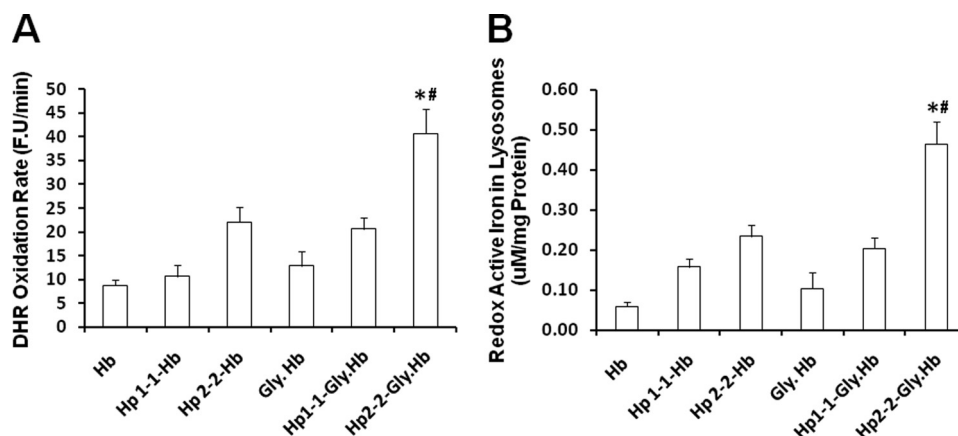 A
DHR Oxidation Rate (F.U/min)
50
45
40
35
30
25
20
15
10
5
0
*#
Hb
Hp 1-1-Hb
Hp 2-2-Hb
Gly. Hb
Hp1-1-Gly.Hb
Hp2-2-Gly.Hb
B
Redox Active Iron in Lysosomes
(uM/mg Protein)
0.60
0.50
0.40
0.30
0.20
0.10
0.00
*#
Hb
Hp 1-1-Hb
Hp 2-2-Hb
Gly. Hb
Hp1-1-Gly.Hb
Hp2-2-Gly.Hb